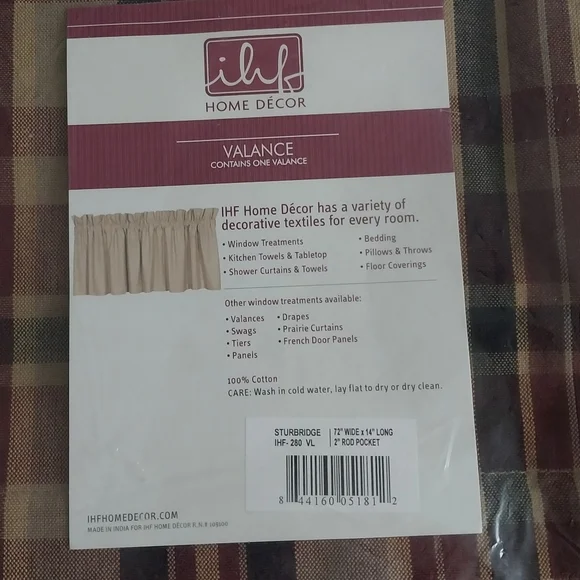 ihf
HOME DÉCOR
VALANCE
CONTAINS ONE VALANCE
IHF Home Décor has a variety of
decorative textiles for every room.
• Window Treatments
• Kitchen Towels & Tabletop
• Shower Curtains & Towels
• Bedding
• Pillows & Throws
• Floor Coverings
Other window treatments available:
• Valances
• Swags
• Tiers
• Panels
• Drapes
• Prairie Curtains
• French Door Panels
100% Cotton
CARE: Wash in cold water, lay flat to dry or dry clean.
STURBRIDGE
IHF- 280 VL
72" WIDE x 14" LONG
2" ROD POCKET
8 44160 05181 2
IHFHOMEDECOR.COM
MADE IN INDIA FOR IHF HOME DÉCOR R.N.#